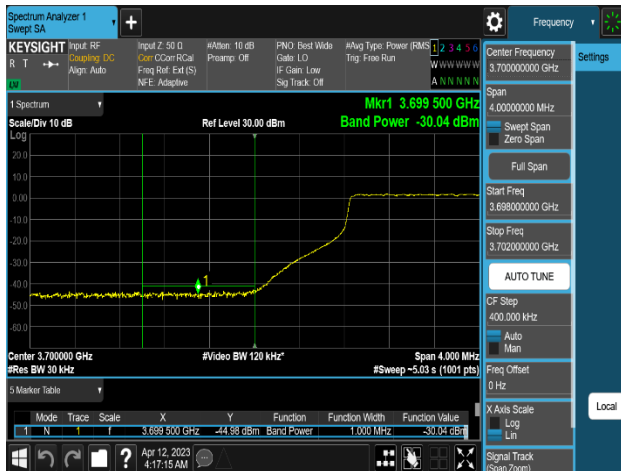 Spectrum Analyzer 1
Swept SA
+
Frequency
KEYSIGHT
R T
Input: RF
Coupling: DC
Align: Auto
Input Z: 50 Ω
Corr CCorr RCal
Freq Ref: Ext (S)
NFE: Adaptive
#Atten: 10 dB
Preamp: Off
PNO: Best Wide
Gate: LO
IF Gain: Low
Sig Track: Off
#Avg Type: Power (RMS
Trig: Free Run
1 2 3 4 5 6
W W W W W W
A N N N N N
1 Spectrum
Scale/Div 10 dB
Log
Ref Level 30.00 dBm
Mkr1 3.699 500 GHz
Band Power -30.04 dBm
20.0
10.0
0.00
-10.0
-20.0
-30.0
-40.0
-50.0
-60.0
1
Center 3.700000 GHz
#Res BW 30 kHz
#Video BW 120 kHz*
Span 4.000 MHz
#Sweep ~5.03 s (1001 pts)
5 Marker Table
Mode Trace Scale X Y Function Function Width Function Value
1 N 1 f 3.699 500 GHz -44.98 dBm Band Power 1.000 MHz -30.04 dBm
?
Apr 12, 2023
4:17:15 AM
Center Frequency
3.700000000 GHz
Span
4.00000000 MHz
Swept Span
Zero Span
Full Span
Start Freq
3.698000000 GHz
Stop Freq
3.702000000 GHz
AUTO TUNE
CF Step
400.000 kHz
Auto
Man
Freq Offset
0 Hz
X Axis Scale
Log
Lin
Signal Track
(Span Zoom)
Settings
Local